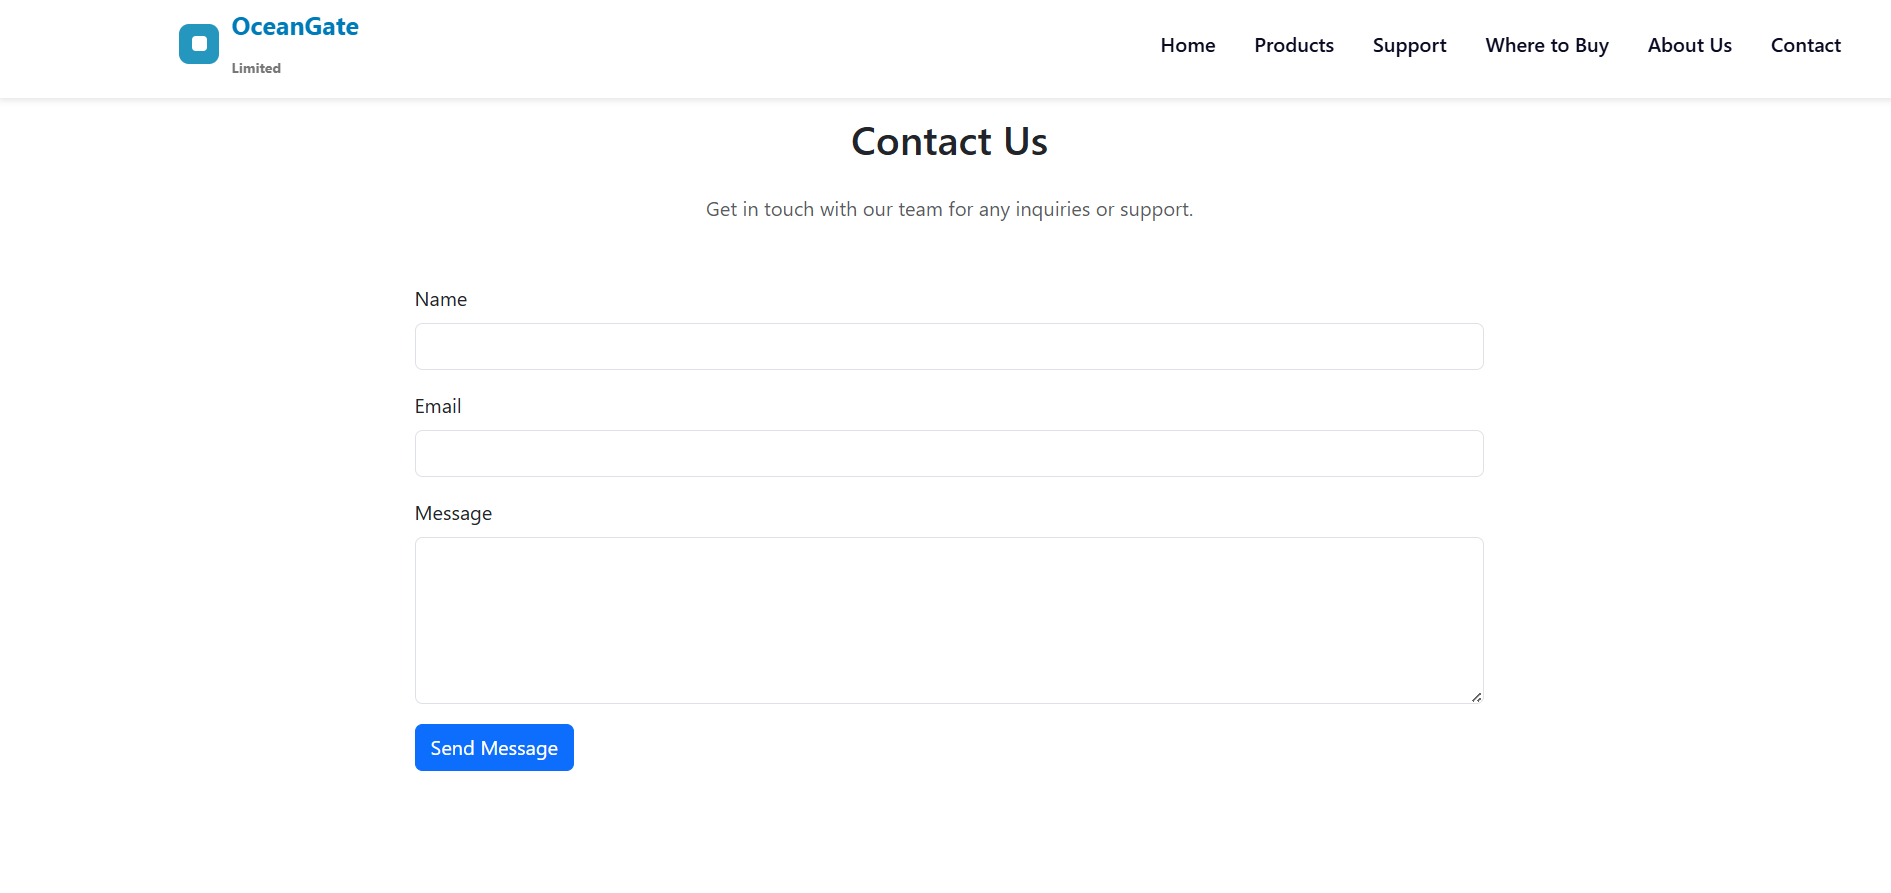 OceanGate
Limited
Home Products Support Where to Buy About Us Contact
Contact Us
Get in touch with our team for any inquiries or support.
Name
Email
Message
Send Message